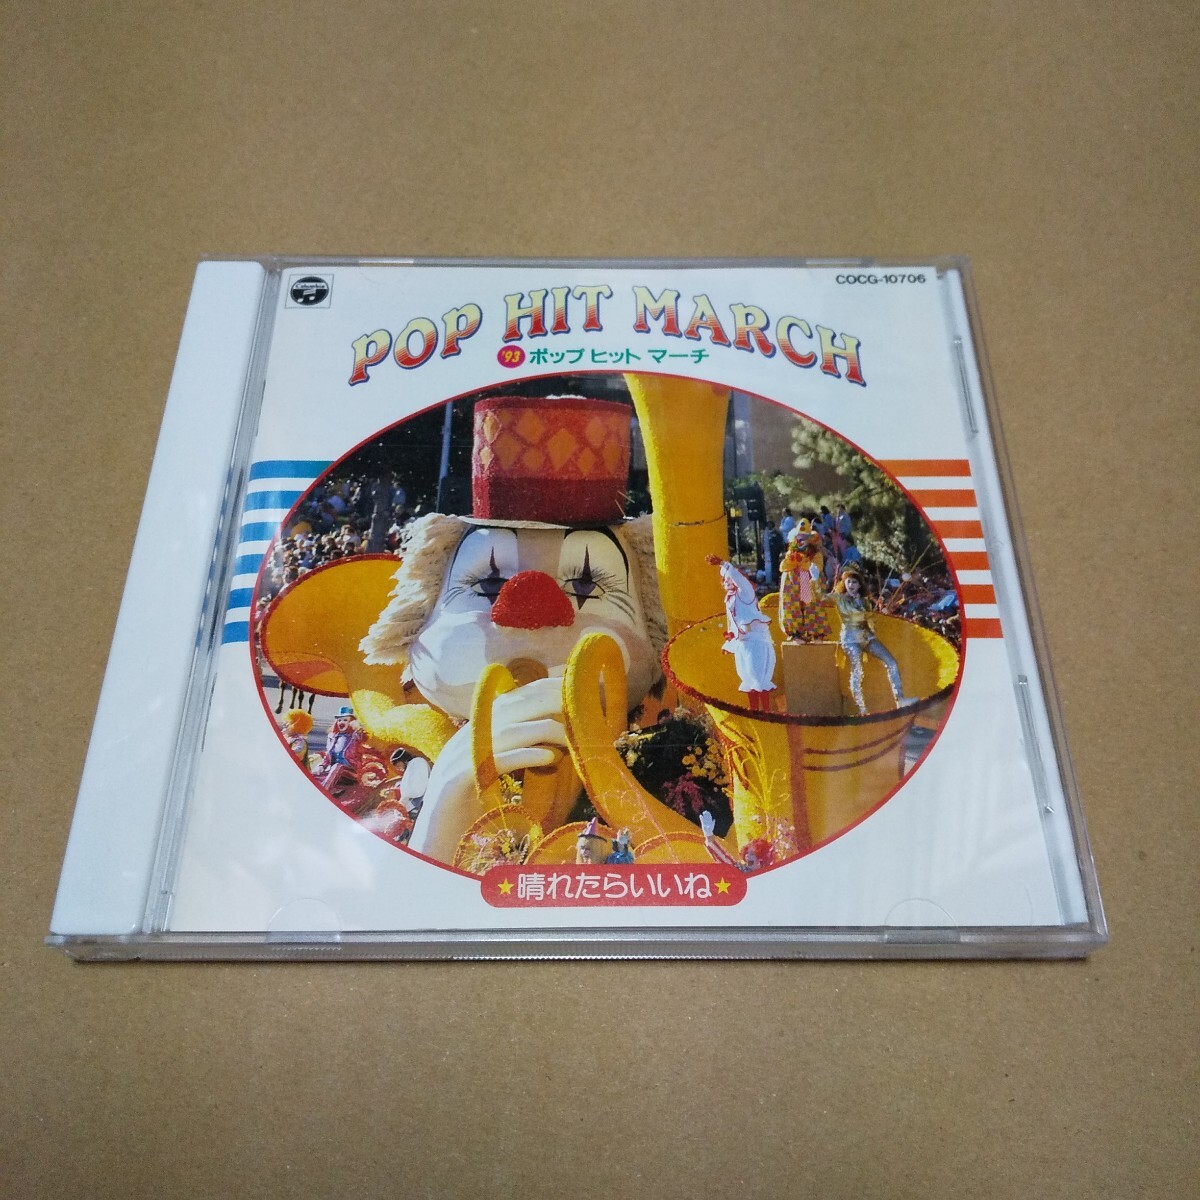 Columbia
COCG-10706
POP HIT MARCH
'93 ポップ ヒット マーチ
★晴れたらいいね★